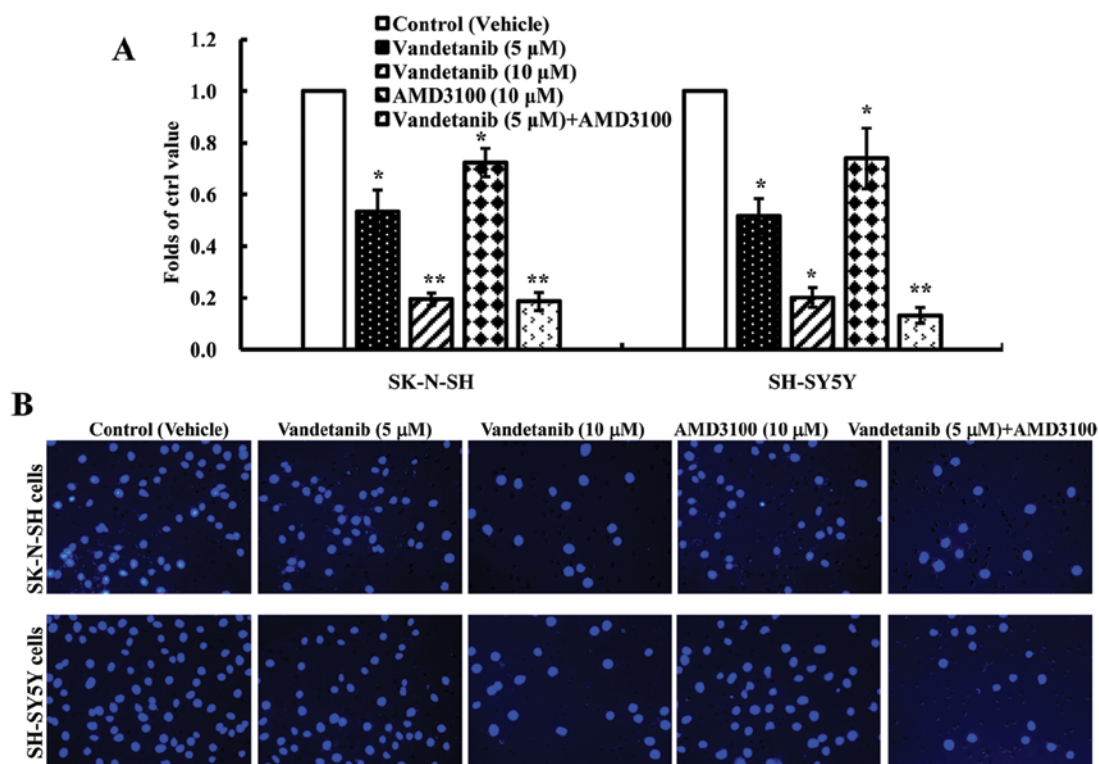 A
Control (Vehicle)
Vandetanib (5 µM)
Vandetanib (10 µM)
AMD3100 (10 µM)
Vandetanib (5 µM)+AMD3100
Folds of ctrl value
1.2
1.0
0.8
0.6
0.4
0.2
0.0
*
**
*
**
*
*
*
**
SK-N-SH
SH-SY5Y
B
Control (Vehicle)
Vandetanib (5 µM)
Vandetanib (10 µM)
AMD3100 (10 µM)
Vandetanib (5 µM)+AMD3100
SK-N-SH cells
SH-SY5Y cells